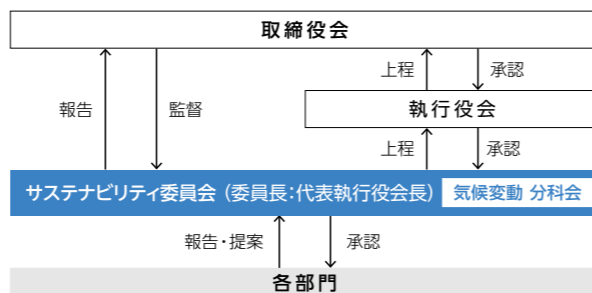 取締役会
上程
承認
報告
監督
執行役会
上程
承認
サステナビリティ委員会（委員長：代表執行役会長） 気候変動 分科会
報告・提案
承認
各部門